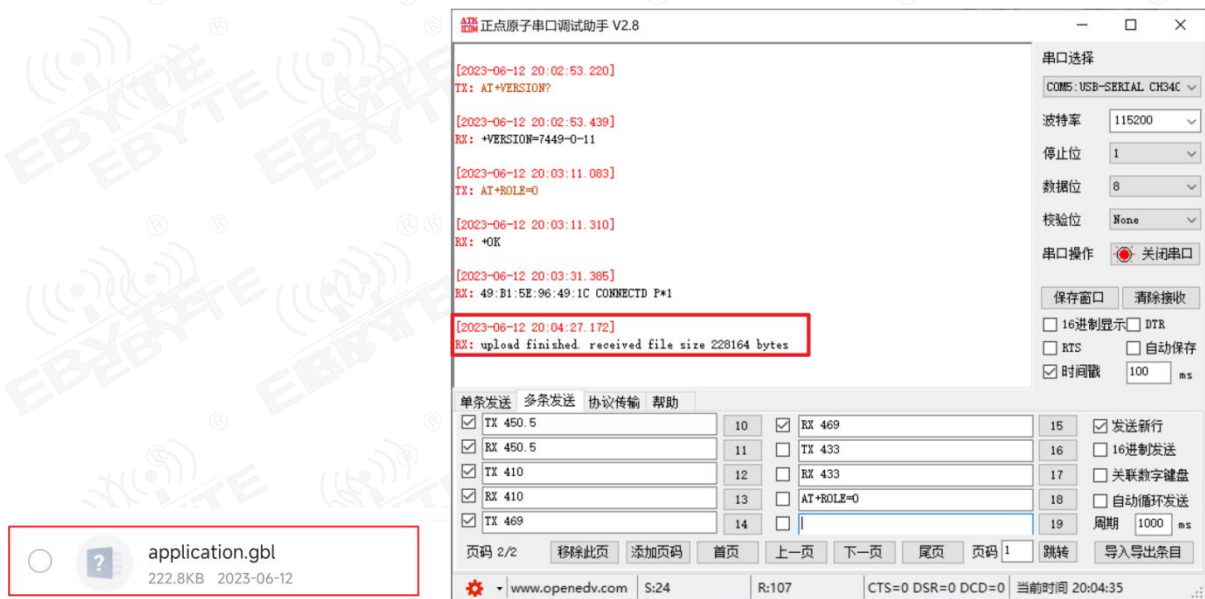 EBYTE
EBYTE
EBYTE
EBYTE
EBYTE
EBYTE
EBYTE
EBYTE
EBYTE
application.gbl
222.8KB 2023-06-12
ATK XCOM 正点原子串口调试助手 V2.8
[2023-06-12 20:02:53.220]
TX: AT+VERSION?
[2023-06-12 20:02:53.439]
RX: +VERSION=7449-0-11
[2023-06-12 20:03:11.083]
TX: AT+ROLE=0
[2023-06-12 20:03:11.310]
RX: +OK
[2023-06-12 20:03:31.385]
RX: 49:B1:5E:96:49:1C CONNECTD P*1
[2023-06-12 20:04:27.172]
RX: upload finished. received file size 228164 bytes
串口选择
COM5:USB-SERIAL CH34C
波特率 115200
停止位 1
数据位 8
校验位 None
串口操作 关闭串口
保存窗口 清除接收
16进制显示 DTR
RTS 自动保存
时间戳 100 ms
单条发送 多条发送 协议传输 帮助
TX 450.5 10 RX 469 15 发送新行
RX 450.5 11 TX 433 16 16进制发送
TX 410 12 RX 433 17 关联数字键盘
RX 410 13 AT+ROLE=0 18 自动循环发送
TX 469 14 19 周期 1000 ms
页码 2/2 移除此页 添加页码 首页 上一页 下一页 尾页 页码 1 跳转 导入导出条目
www.openedv.com S:24 R:107 CTS=0 DSR=0 DCD=0 当前时间 20:04:35